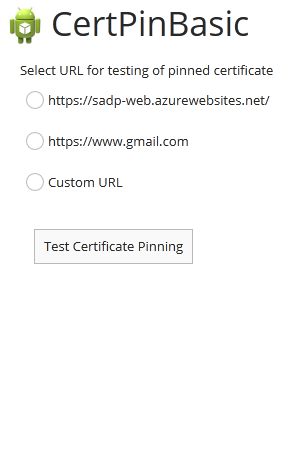 CertPinBasic
Select URL for testing of pinned certificate
https://sadp-web.azurewebsites.net/
https://www.gmail.com
Custom URL
Test Certificate Pinning